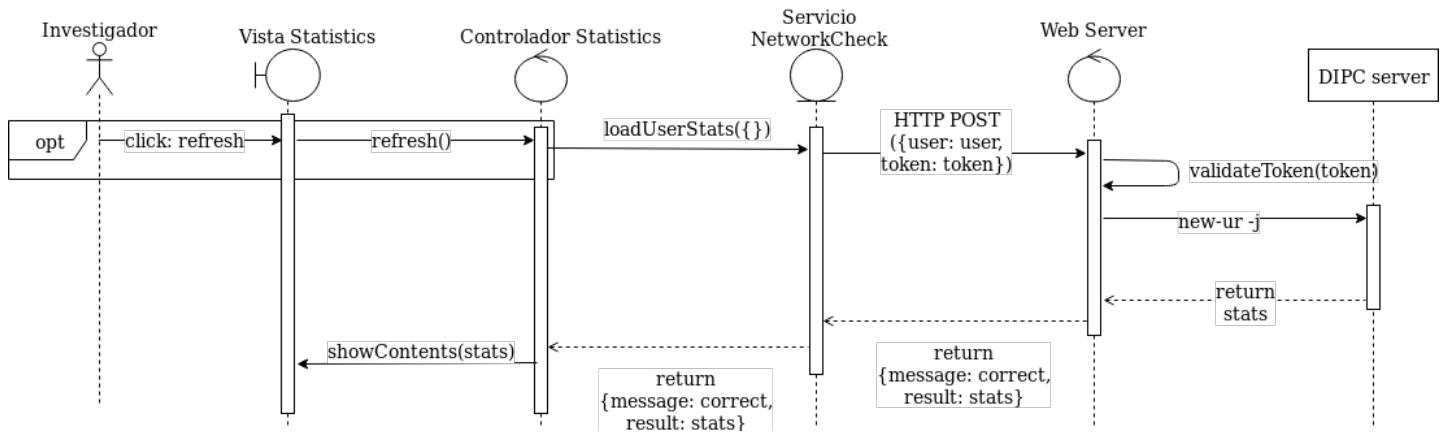 Investigador
Vista Statistics
Controlador Statistics
Servicio
NetworkCheck
Web Server
DIPC server
opt
click: refresh
refresh()
loadUserStats({})
HTTP POST
({user: user,
token: token})
validateToken(token)
new-ur -j
return
stats
return
{message: correct,
result: stats}
return
{message: correct,
result: stats}
showContents(stats)